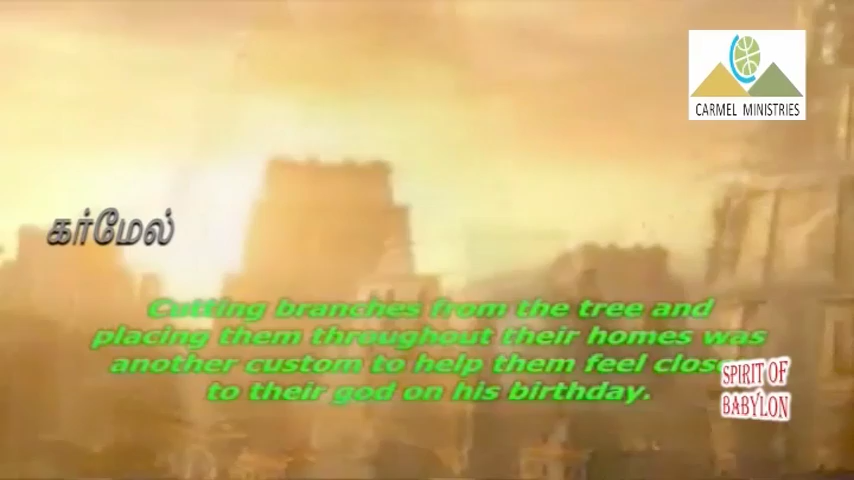 CARMEL MINISTRIES
கர்மேல்
Cutting branches from the tree and
placing them throughout their homes was
another custom to help them feel close
to their god on his birthday.
SPIRIT OF
BABYLON